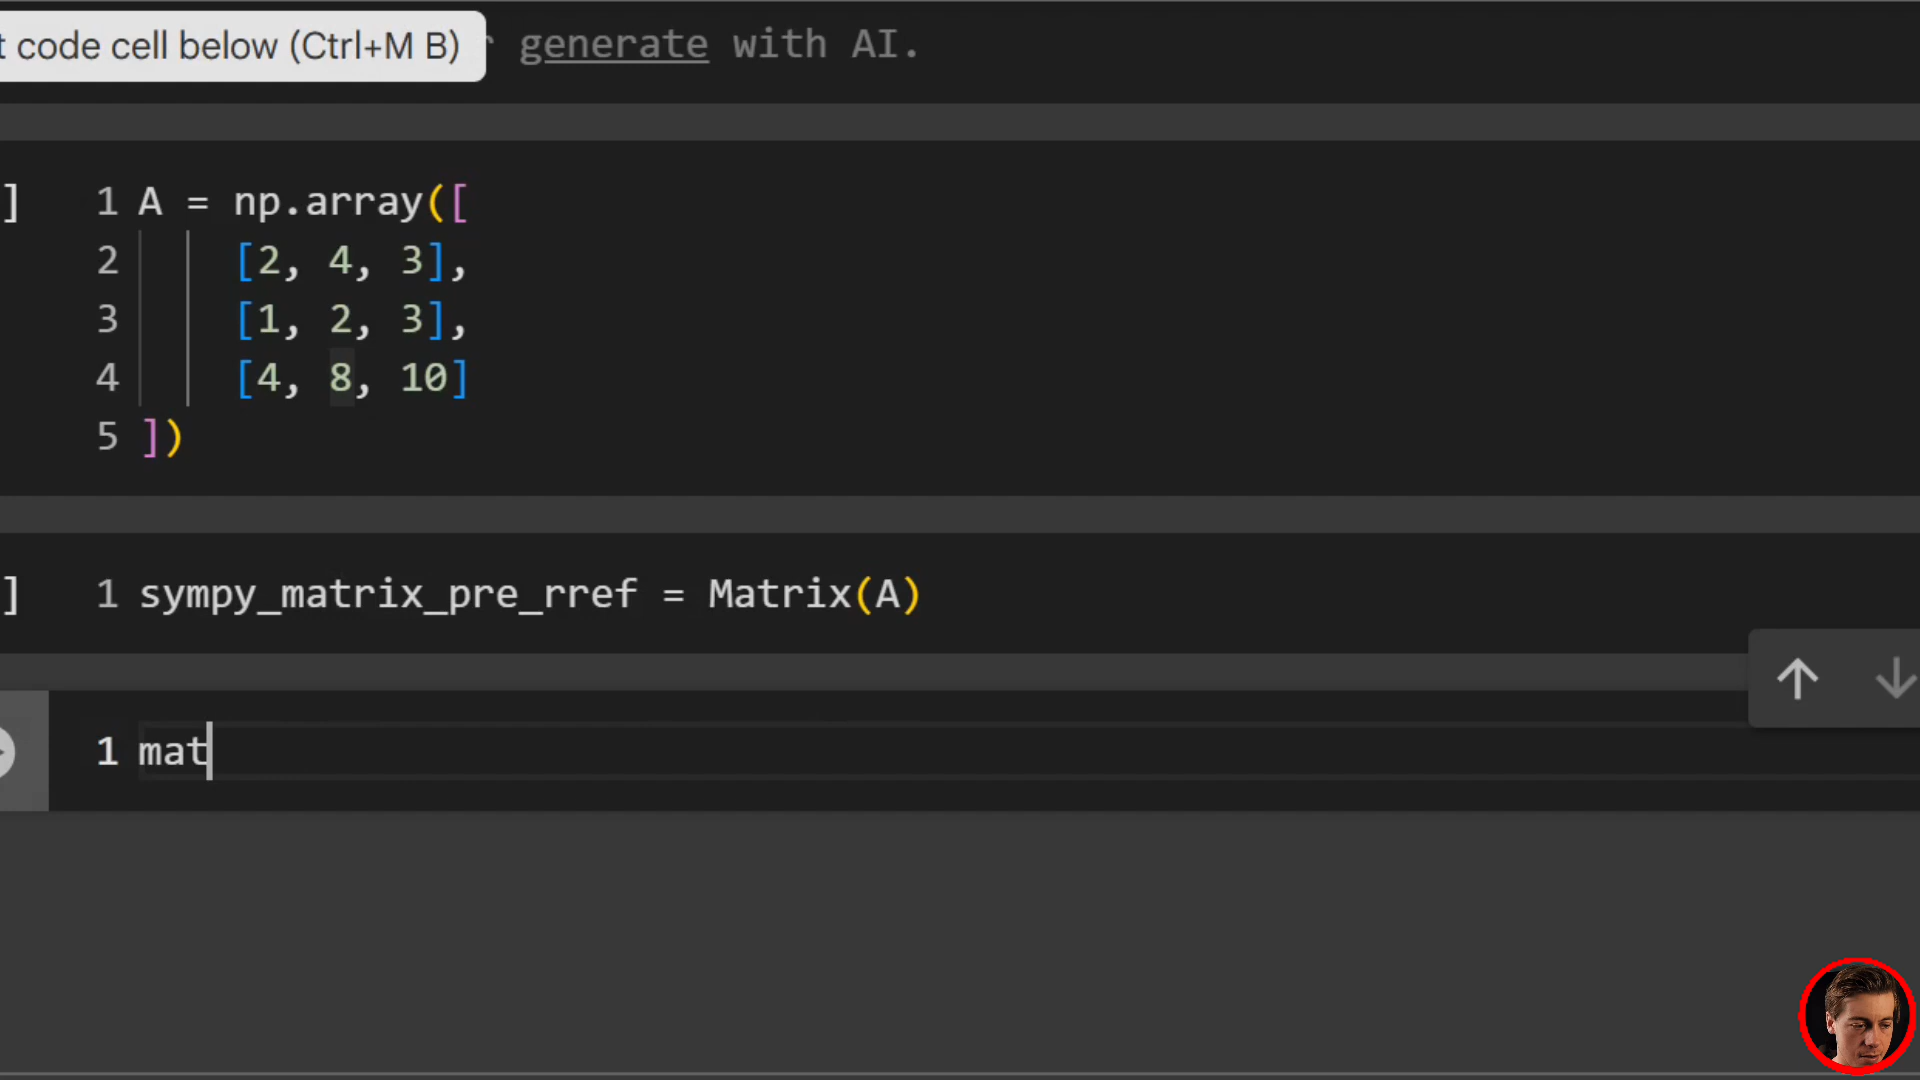 t code cell below (Ctrl+M B) generate with AI.
] 1 A = np.array([
2 [2, 4, 3],
3 [1, 2, 3],
4 [4, 8, 10]
5 ])
] 1 sympy_matrix_pre_rref = Matrix(A)
1 mat